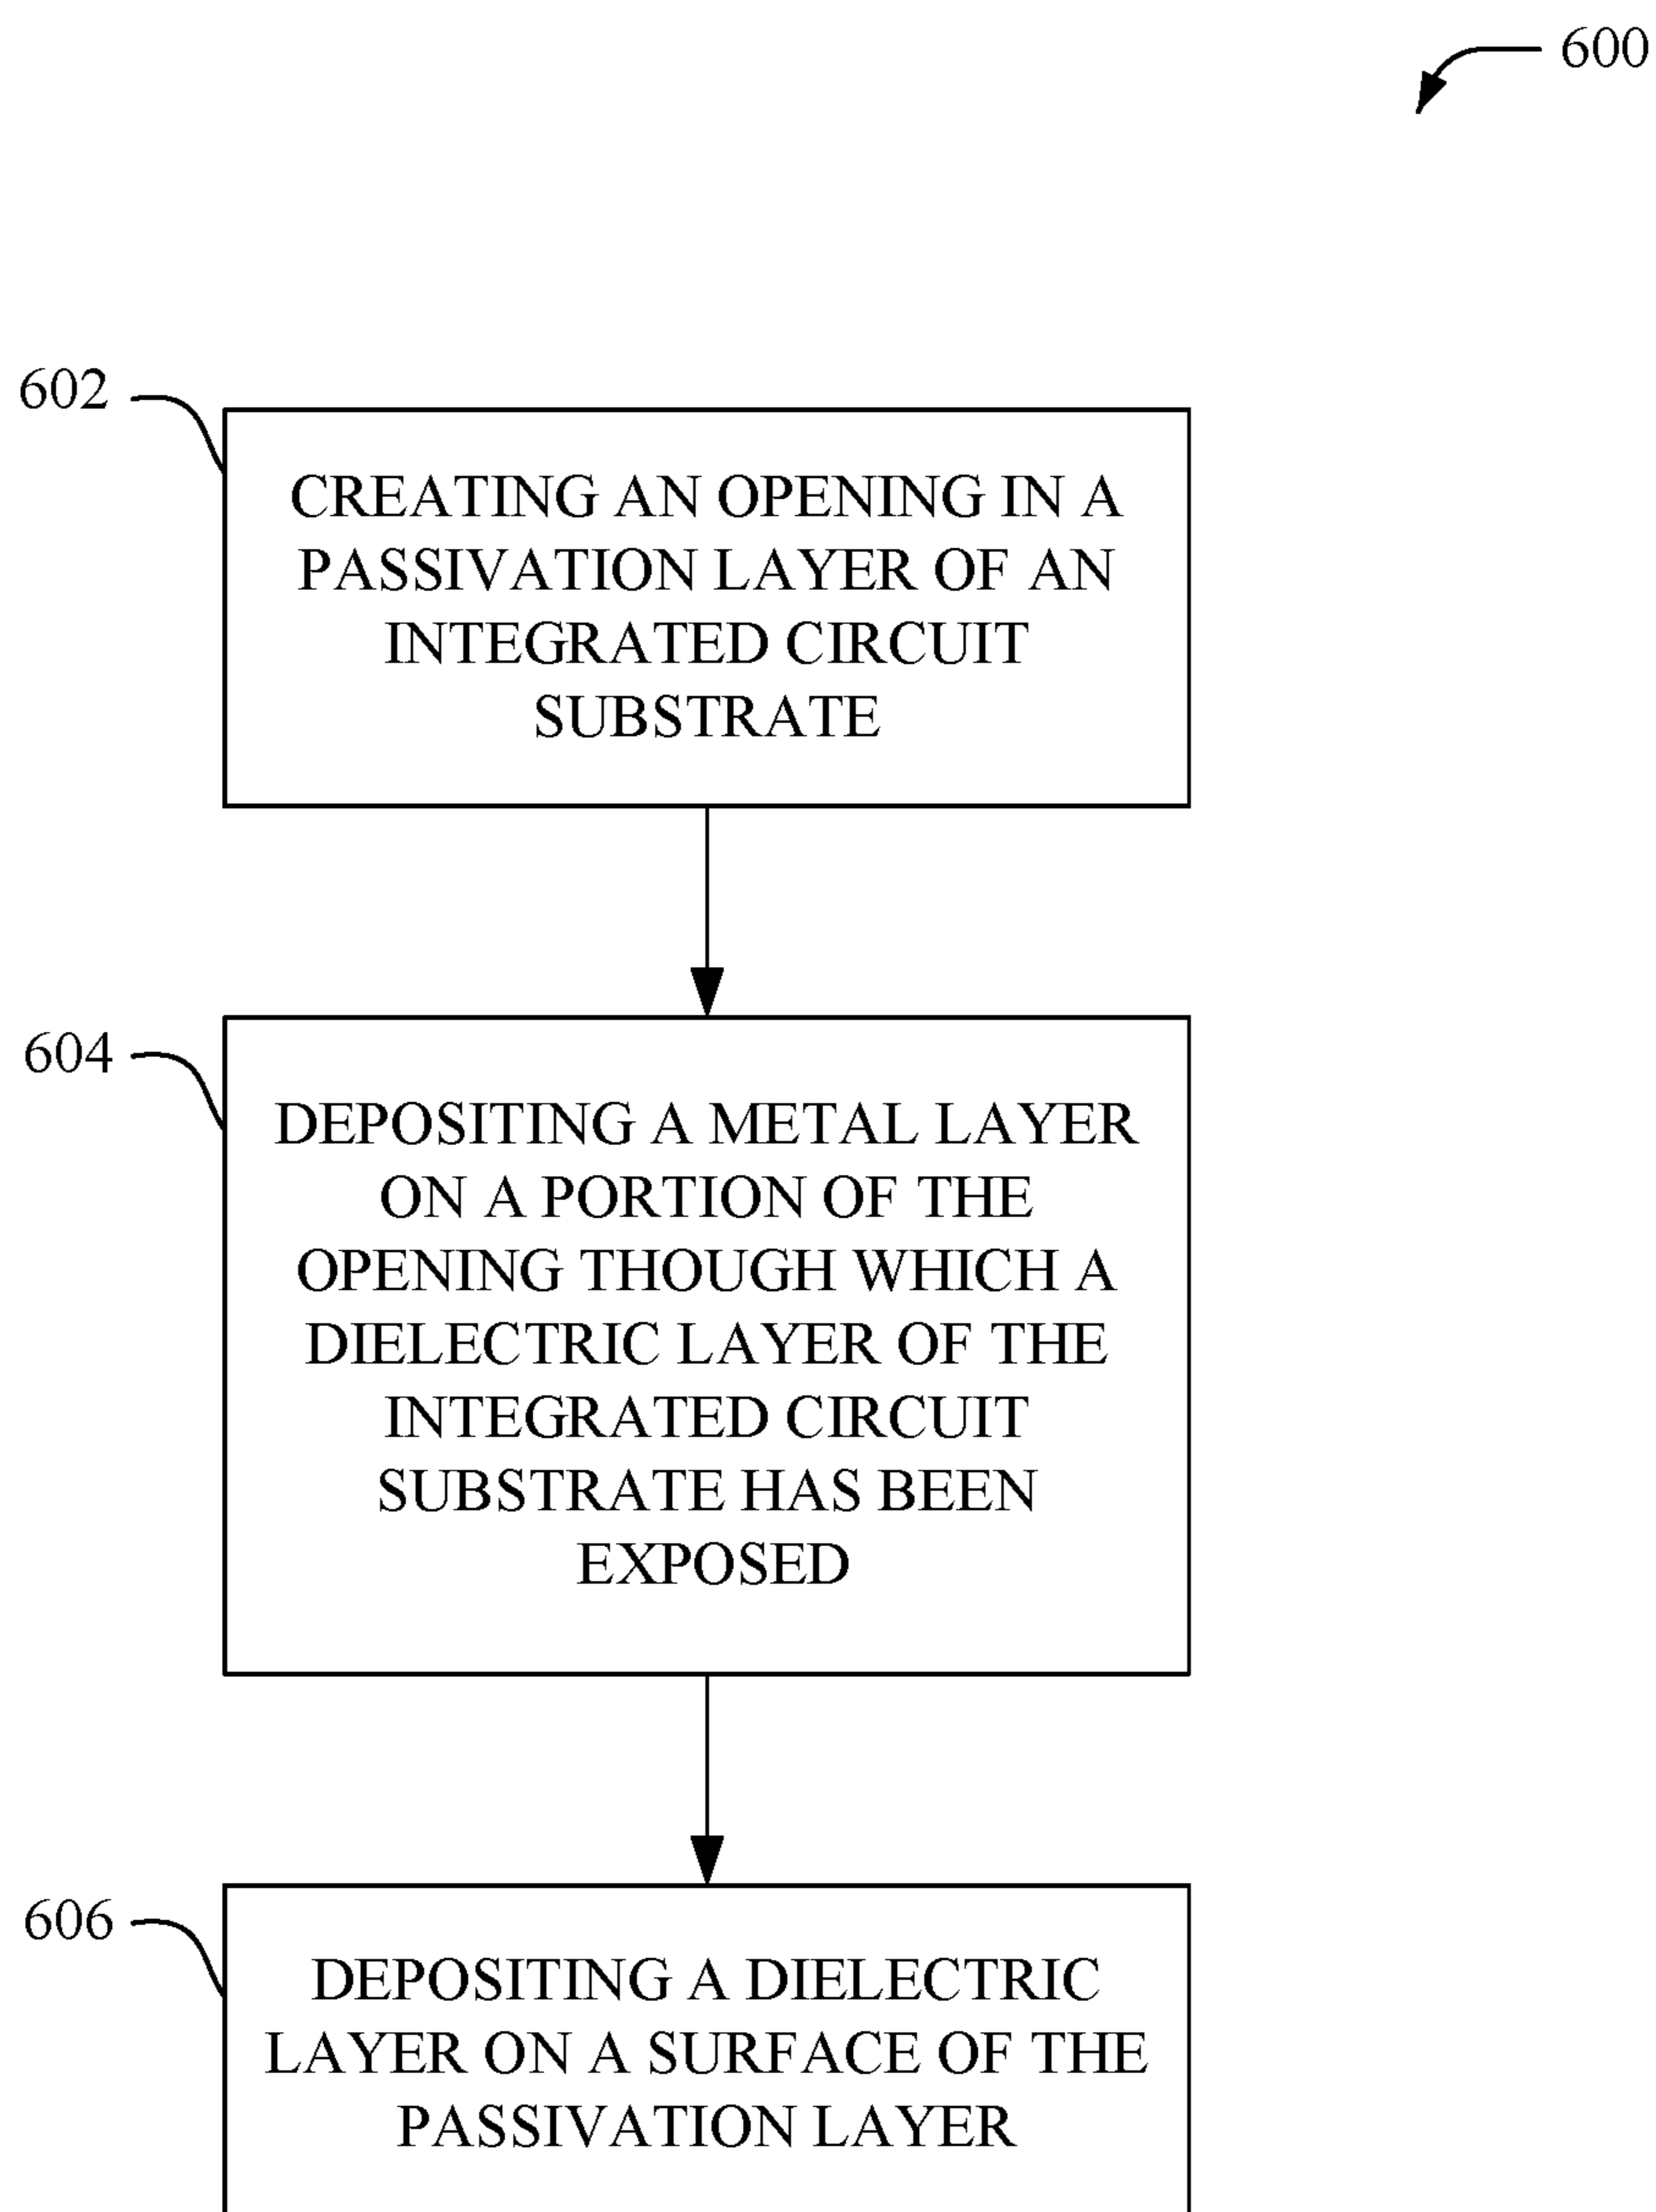 600
602
CREATING AN OPENING IN A
PASSIVATION LAYER OF AN
INTEGRATED CIRCUIT
SUBSTRATE
604
DEPOSITING A METAL LAYER
ON A PORTION OF THE
OPENING THOUGH WHICH A
DIELECTRIC LAYER OF THE
INTEGRATED CIRCUIT
SUBSTRATE HAS BEEN
EXPOSED
606
DEPOSITING A DIELECTRIC
LAYER ON A SURFACE OF THE
PASSIVATION LAYER